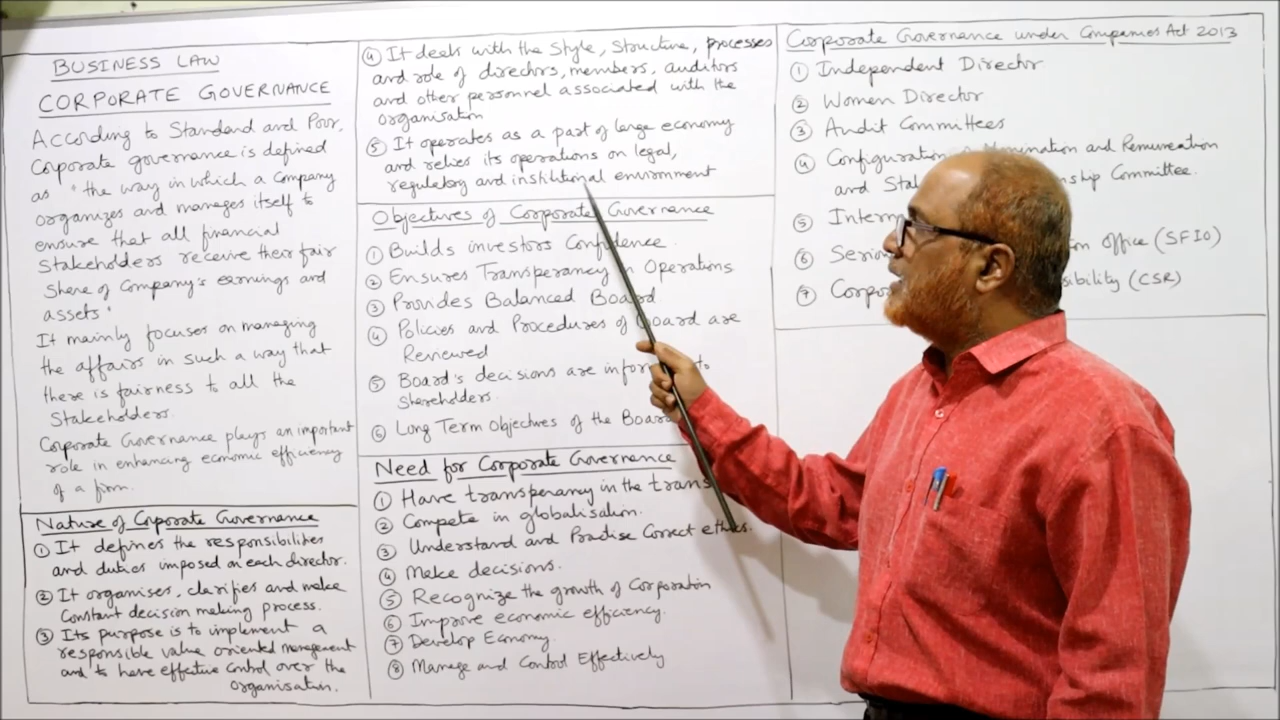 BUSINESS LAW
CORPORATE GOVERNANCE
According to Standard and Poor,
Corporate governance is defined
as "the way in which a Company
organizes and manages itself to
ensure that all financial
Stakeholders receive their fair
Share of Company's earnings and
assets"
It mainly focuses on managing
the affairs in such a way that
there is fairness to all the
Stakeholders.
Corporate Governance plays an important
role in enhancing economic efficiency
of a firm.
Nature of Corporate Governance
① It defines the responsibilities
and duties imposed on each director.
② It organises, clarifies and make
Constant decision making process.
③ Its purpose is to implement a
responsible value oriented management
and to have effective control over the
organisation.
④ It deals with the Style, Structure, processes
and role of directors, members, auditors
and other personnel associated with the
organisation
⑤ It operates as a part of large economy
and relies its operations on legal,
regulatory and institutional environment
Objectives of Corporate Governance
① Builds investors Confidence.
② Ensures Transperancy in Operations
③ Provides Balanced Board
④ Policies and Procedures of Board are
Reviewed
⑤ Board's decisions are to
Shareholders.
⑥ Long Term Objectives of the Board
Need for Corporate Governance
① Have transperancy in the
② Compete in globalisation.
③ Understand and Practise Correct ethics.
④ Make decisions.
⑤ Recognize the growth of Corporation
⑥ Improve economic efficiency.
⑦ Develop Economy.
⑧ Manage and Control Effectively
Corporate Governance under Companies Act 2013
① Independent Director
② Women Director
③ Audit Committees
④ Configuration Nomination and Remuneration
and Committee.
⑤
⑥ office (SFIO)
⑦ (CSR)